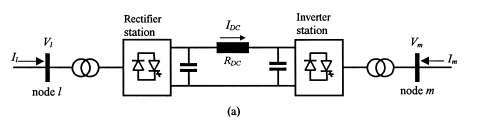 Rectifier
station
I_DC
Inverter
station
V_l
I_l
R_DC
V_m
I_m
node l
node m
(a)